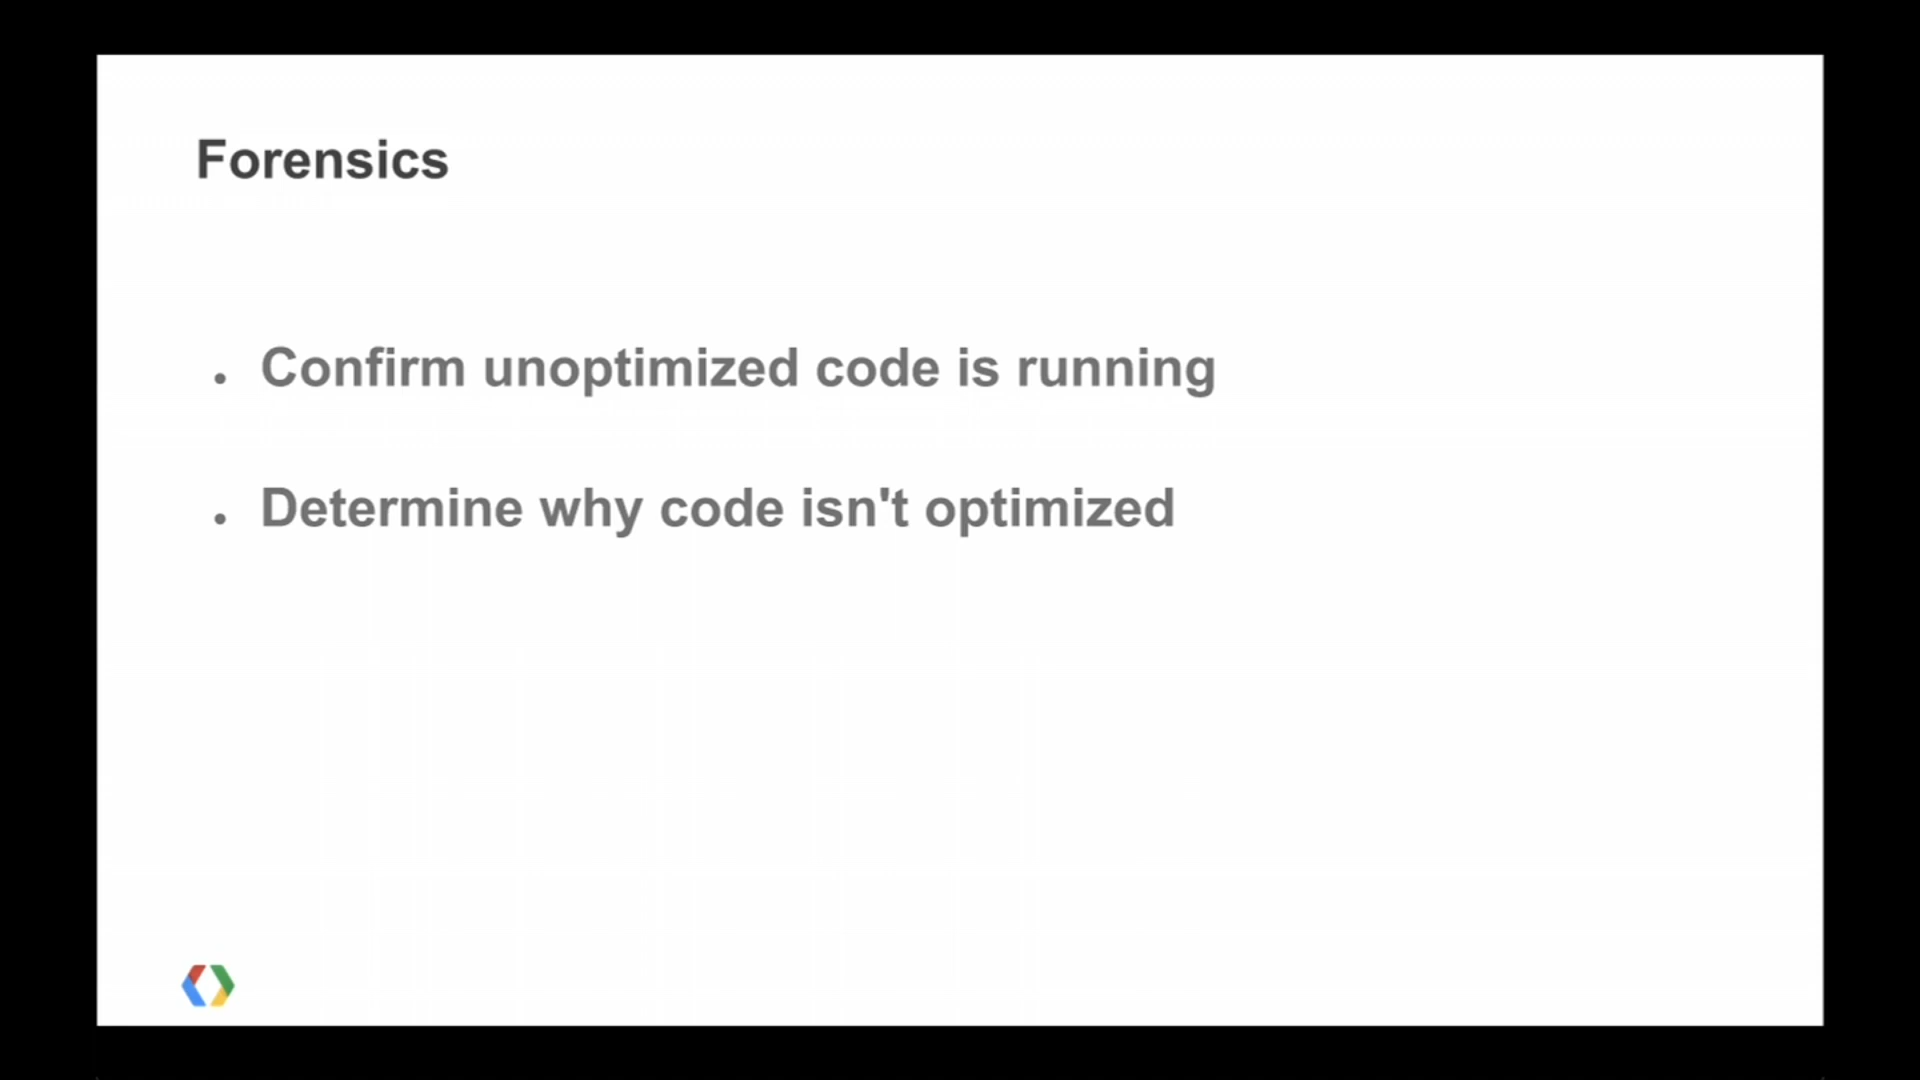 Forensics
Confirm unoptimized code is running
Determine why code isn't optimized